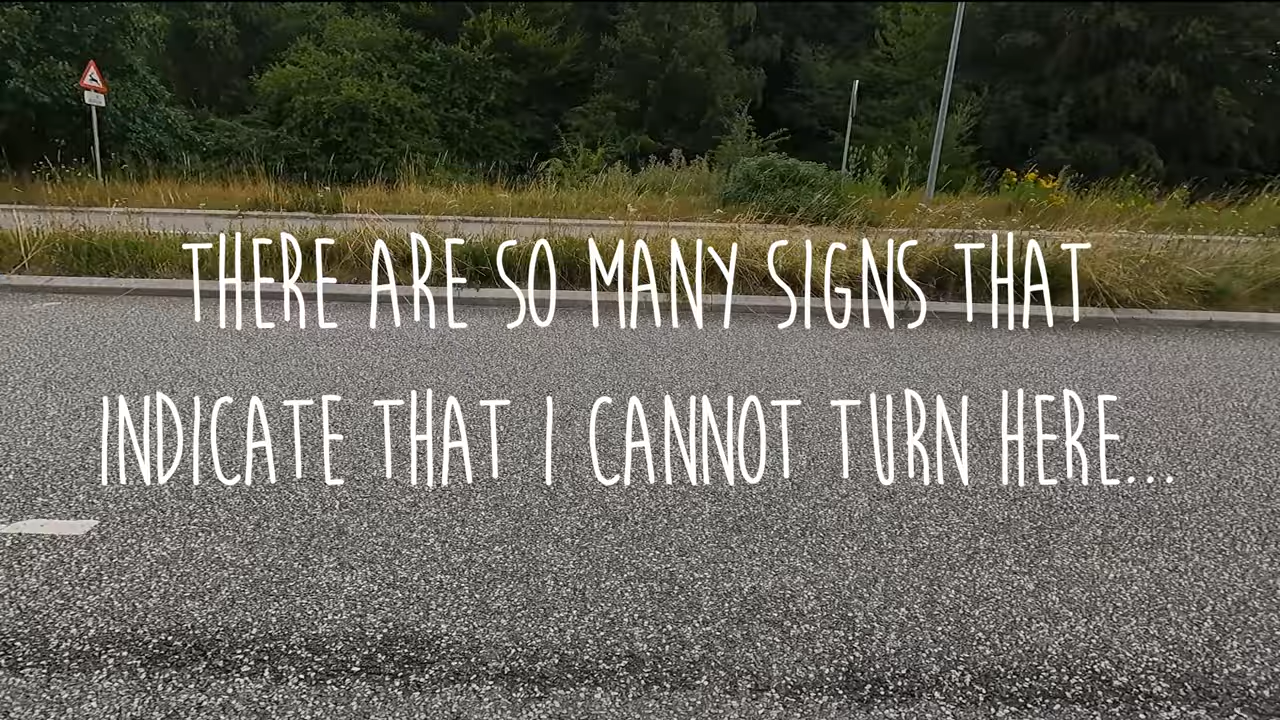 THERE ARE SO MANY SIGNS THAT
INDICATE THAT I CANNOT TURN HERE...